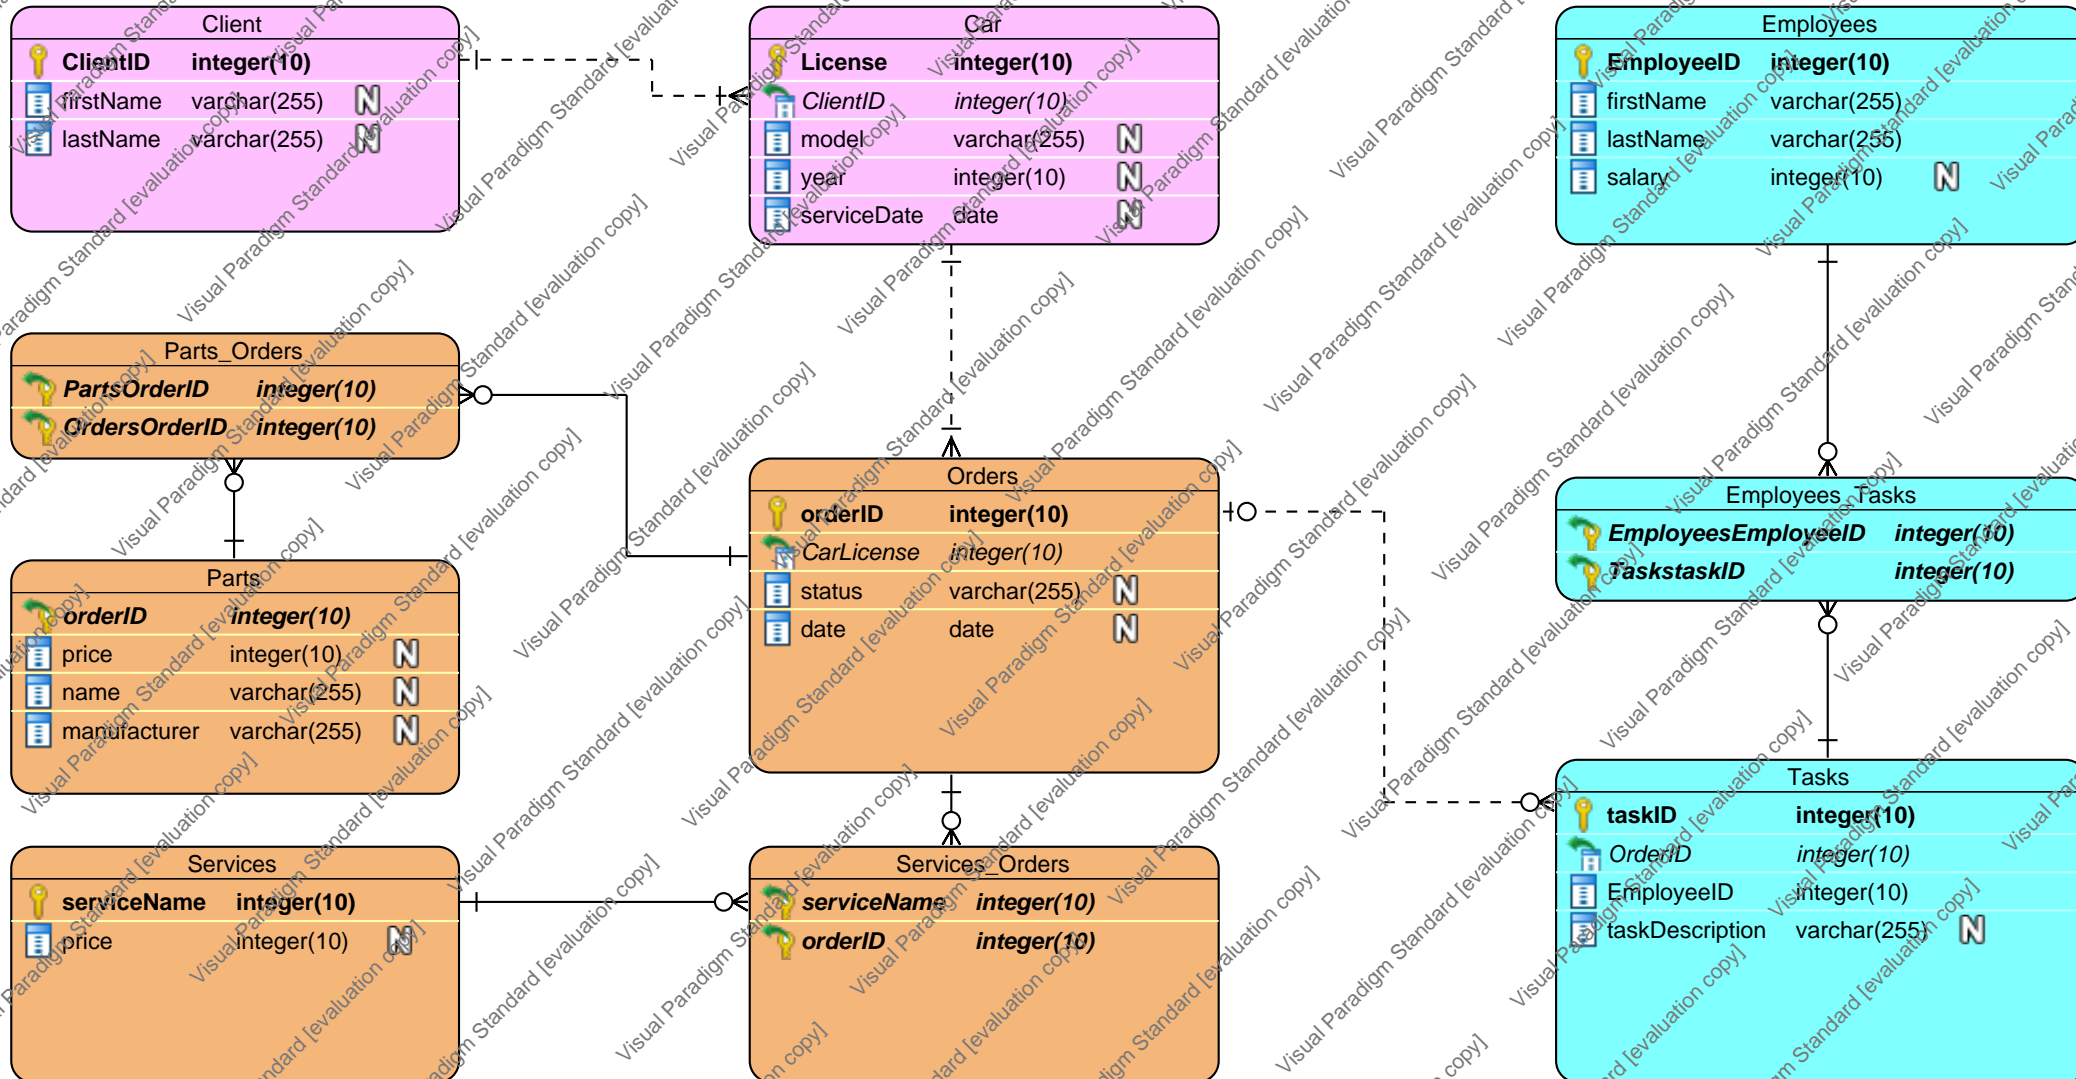 Client
ClientID integer(10)
firstName varchar(255) N
lastName varchar(255) N
Car
License integer(10)
ClientID integer(10)
model varchar(255) N
year integer(10) N
serviceDate date N
Employees
EmployeeID integer(10)
firstName varchar(255)
lastName varchar(255)
salary integer(10) N
Parts_Orders
PartsOrderID integer(10)
OrdersOrderID integer(10)
Orders
orderID integer(10)
CarLicense integer(10)
status varchar(255) N
date date N
Employees_Tasks
EmployeesEmployeeID integer(10)
TaskstaskID integer(10)
Parts
orderID integer(10)
price integer(10) N
name varchar(255) N
manufacturer varchar(255) N
Services
serviceName integer(10)
price integer(10) N
Services_Orders
serviceName integer(10)
orderID integer(10)
Tasks
taskID integer(10)
OrderID integer(10)
EmployeeID integer(10)
taskDescription varchar(255) N
Visual Paradigm Standard [evaluation copy]